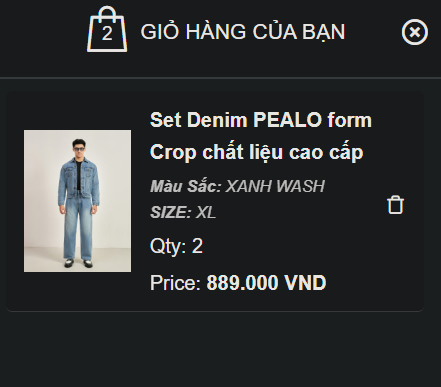 2
GIỎ HÀNG CỦA BẠN
Set Denim PEALO form
Crop chất liệu cao cấp
Màu Sắc: XANH WASH
SIZE: XL
Qty: 2
Price: 889.000 VND